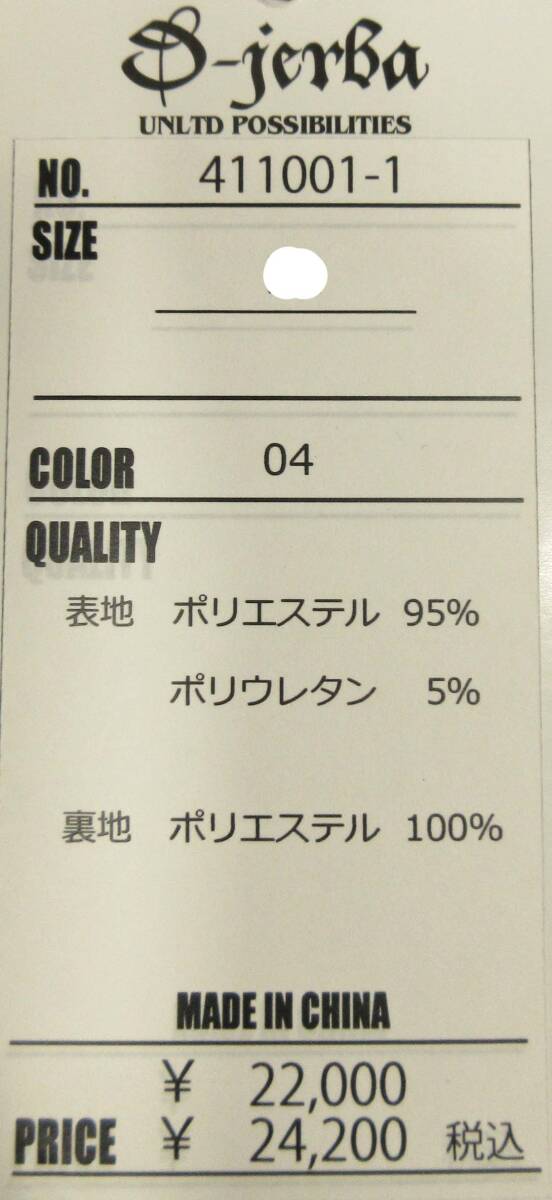 D-jerba
UNLTD POSSIBILITIES
NO. 411001-1
SIZE
COLOR 04
QUALITY
表地 ポリエステル 95%
ポリウレタン 5%
裏地 ポリエステル 100%
MADE IN CHINA
¥ 22,000
PRICE ¥ 24,200 税込